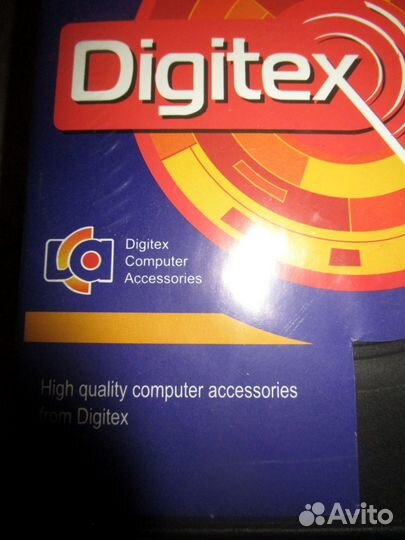 Digitex
Digitex
Computer
Accessories
High quality computer accessories
from Digitex
Avito